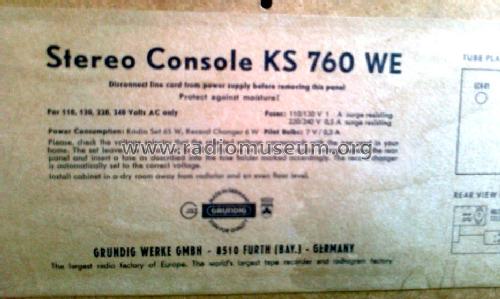 Stereo Console KS 760 WE
TUBE PLA
Disconnect line cord from power supply before removing this panel
Protect against moisture!
For 110, 130, 220, 240 Volts AC only
Fuses: 110/130 V 1 A surge resisting
220/240 V 0,5 A surge resisting
Power Consumption: Radio Set 65 W, Record Changer 6 W
Pilot Bulbs: 7 V / 0,3 A
Please, check the
home. The set leave
www.radiomuseum.org
panel and insert a fuse as described into the fuse holder marked accordingly. The record changer
is automatically set to the correct voltage.
Install cabinet in a dry room away from radiator and on even floor level.
REAR VIEW
GRUNDIG
GRUNDIG WERKE GMBH - 8510 FURTH (BAY.) - GERMANY
The largest radio factory of Europe. The world's largest tape recorder and radiogram factory